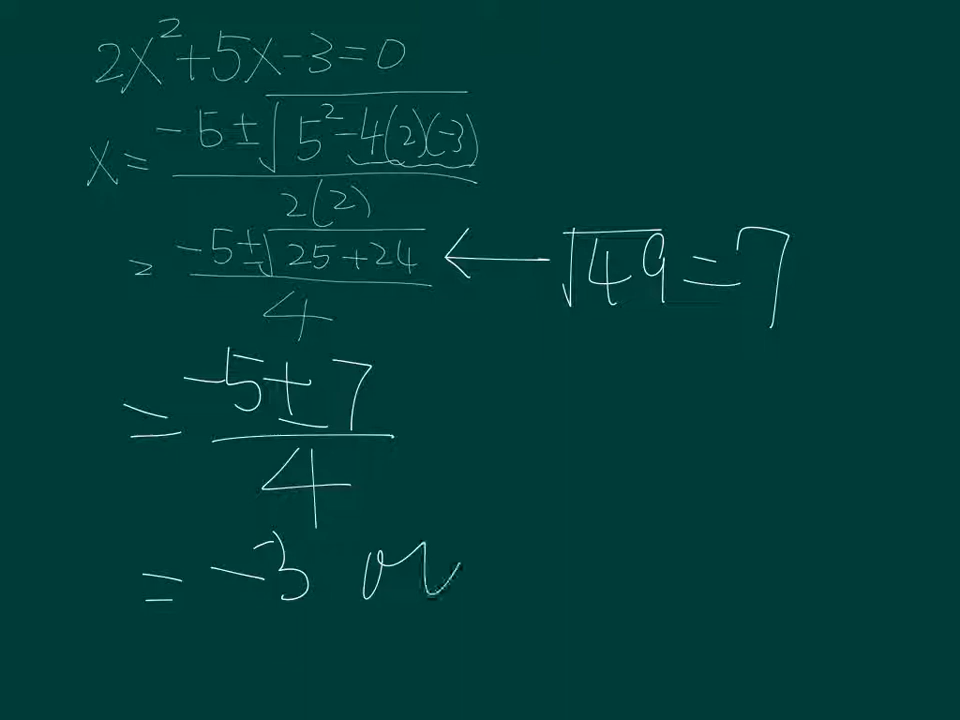 2x²+5x-3=0
x = (-5±√(5²-4(2)(-3)))/(2(2))
= (-5±√(25+24))/4 ← √49=7
= (-5±7)/4
= -3 or